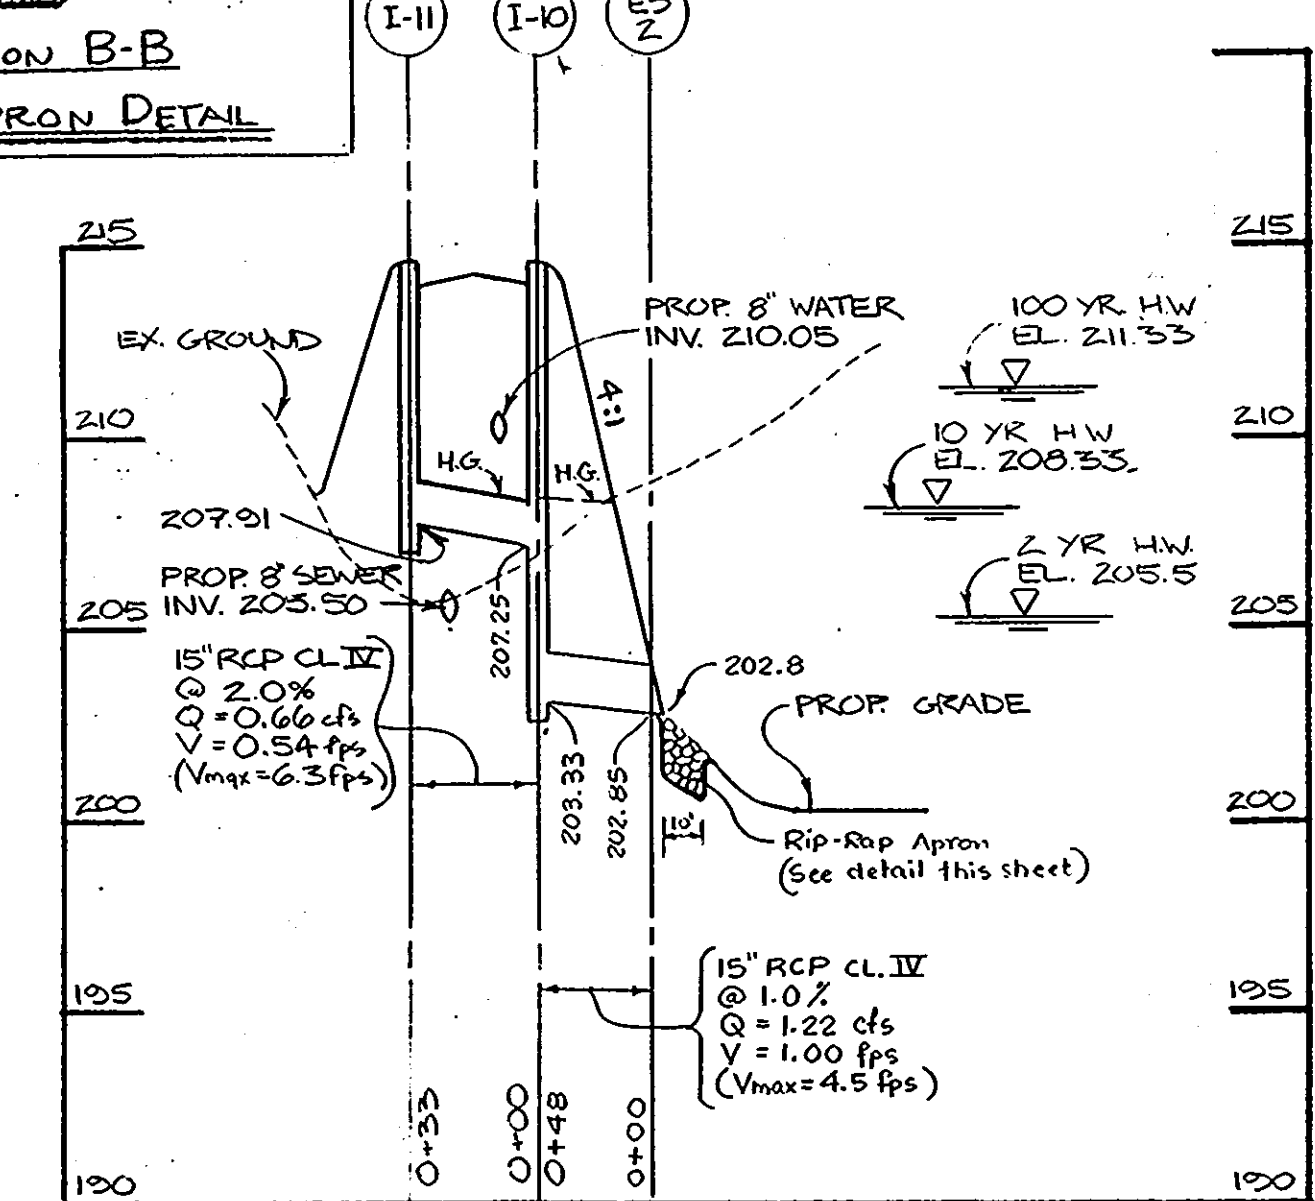 ON B-B
PRON DETAIL
I-11
I-10
ES
2
215
215
EX. GROUND
PROP. 8" WATER
INV. 210.05
100 YR. H.W
EL. 211.33
4:1
210
210
10 YR H W
EL. 208.33
H.G.
H.G.
207.91
2 YR H.W.
EL. 205.5
PROP. 8" SEWER
INV. 205.50
205
205
207.25
15" RCP CL IV
@ 2.0%
Q = 0.66 cfs
V = 0.54 fps
(Vmax = 6.3 fps)
202.8
PROP. GRADE
203.33
202.85
10'
200
200
Rip-Rap Apron
(See detail this sheet)
15" RCP CL. IV
@ 1.0%
Q = 1.22 cfs
V = 1.00 fps
(Vmax = 4.5 fps)
195
195
0+33
0+00
0+48
0+00
190
190